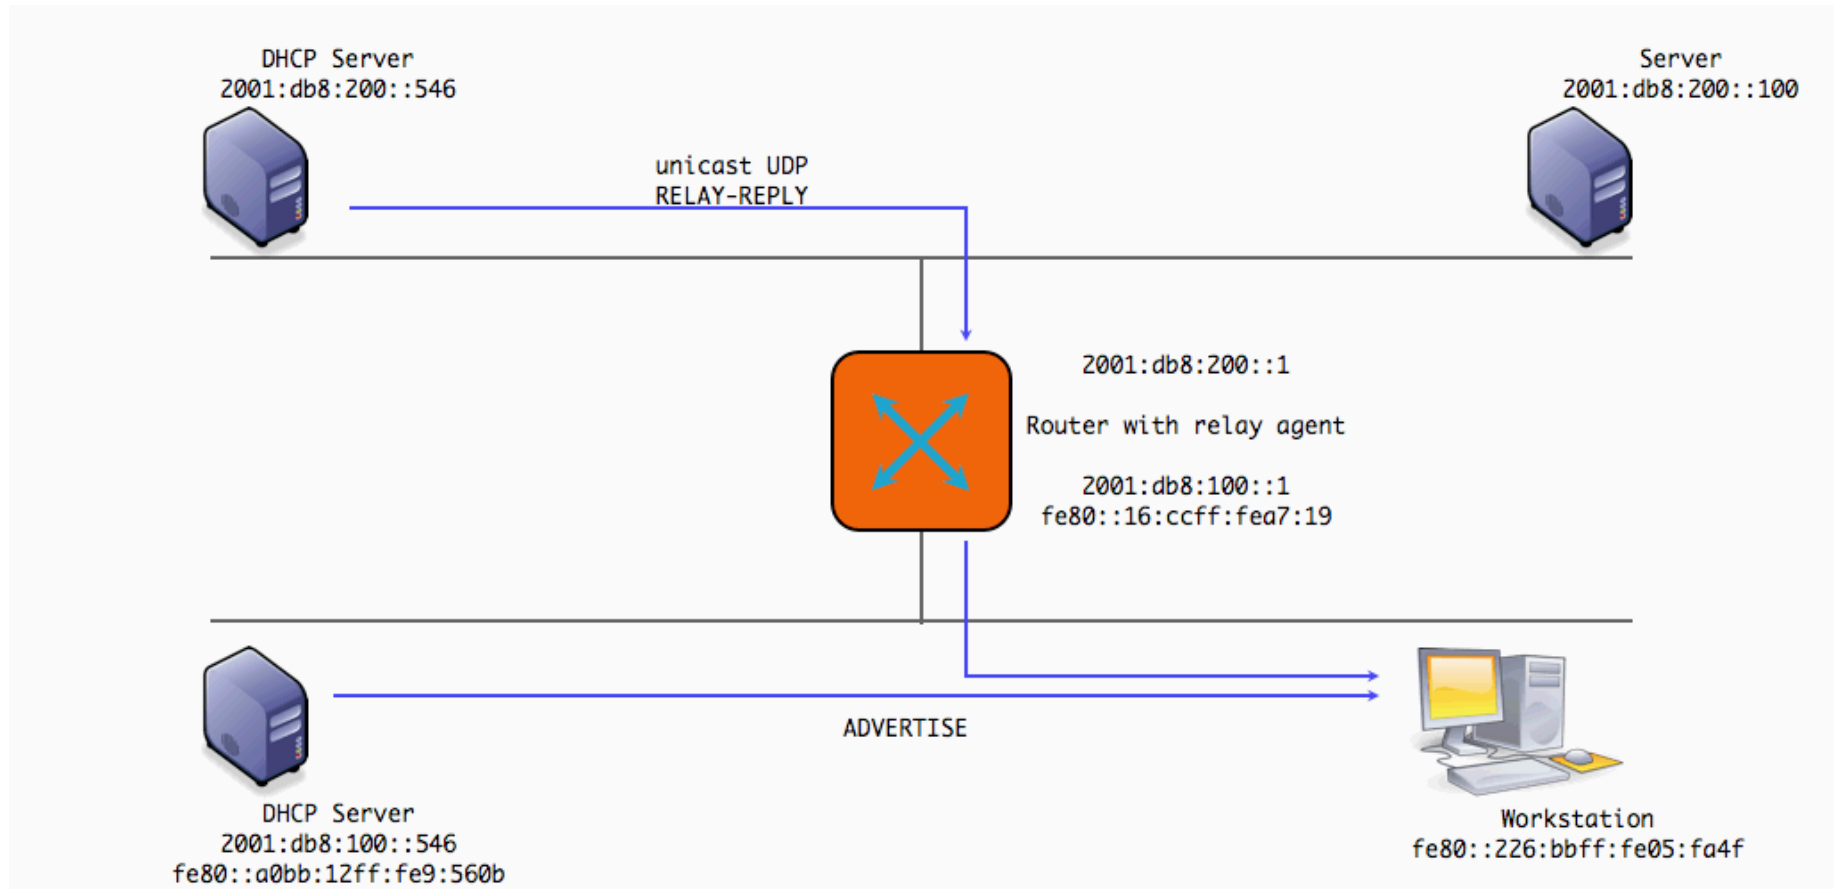 DHCP Server
2001:db8:200::546
Server
2001:db8:200::100
unicast UDP
RELAY-REPLY
2001:db8:200::1
Router with relay agent
2001:db8:100::1
fe80::16:ccff:fea7:19
ADVERTISE
DHCP Server
2001:db8:100::546
fe80::a0bb:12ff:fe9:560b
Workstation
fe80::226:bbff:fe05:fa4f